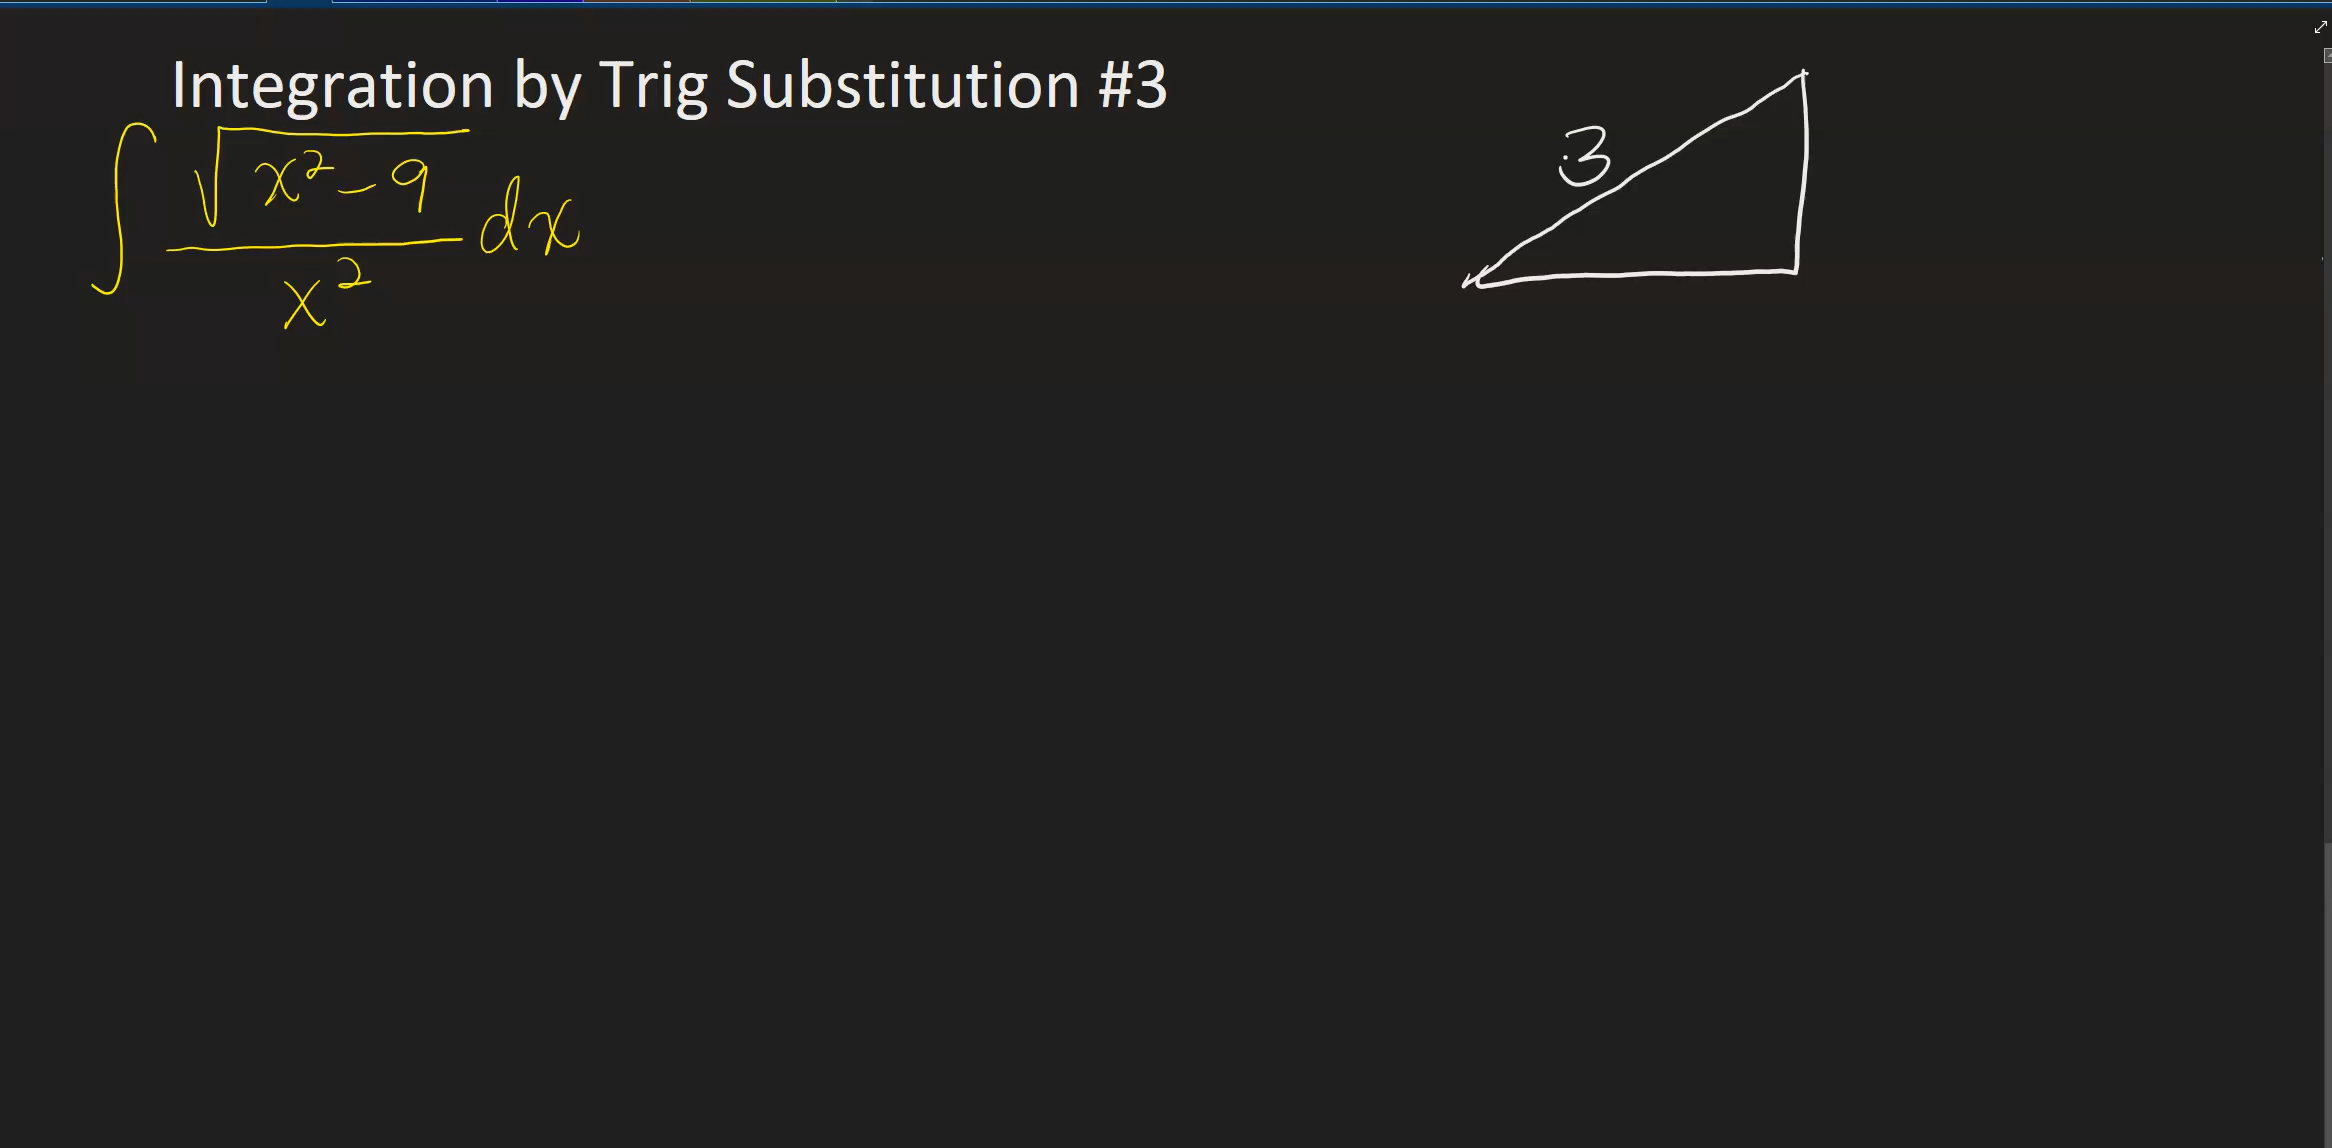 Integration by Trig Substitution #3
∫ √(x² − 9) / x² dx
3